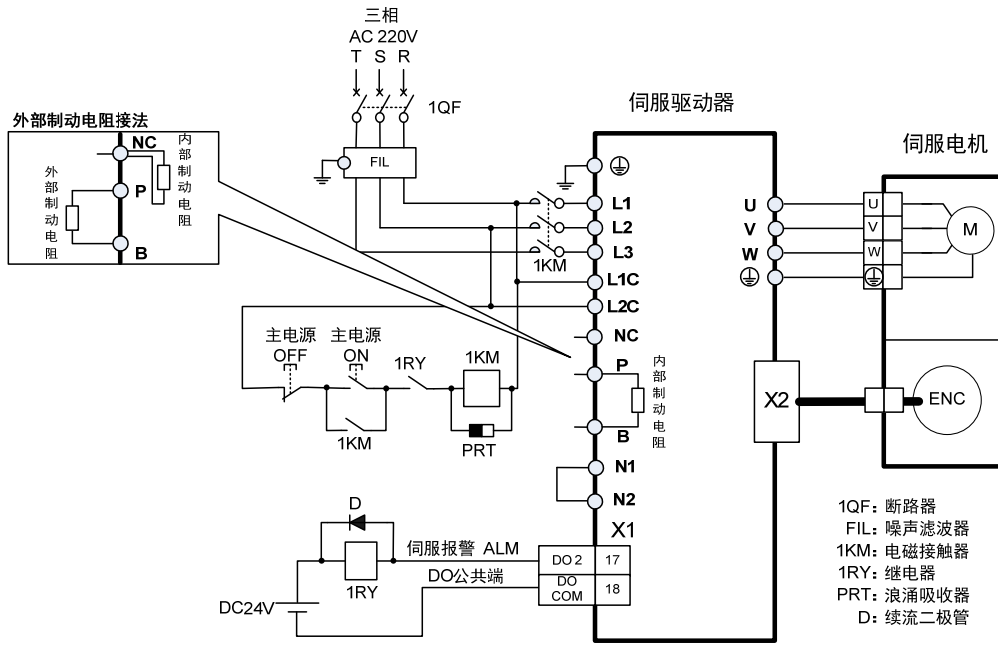 三相
AC 220V
T S R
1QF
外部制动电阻接法
NC
P
B
内部制动电阻
外部制动电阻
FIL
伺服驱动器
伺服电机
L1
L2
L3
1KM
L1C
L2C
NC
P
B
内部制动电阻
N1
N2
X1
U
V
W
U
V
W
M
X2
ENC
主电源
OFF
主电源
ON
1RY
1KM
1KM
PRT
D
1RY
伺服报警 ALM
DO公共端
DC24V
DO 2 17
DO
COM
18
1QF: 断路器
FIL: 噪声滤波器
1KM: 电磁接触器
1RY: 继电器
PRT: 浪涌吸收器
D: 续流二极管